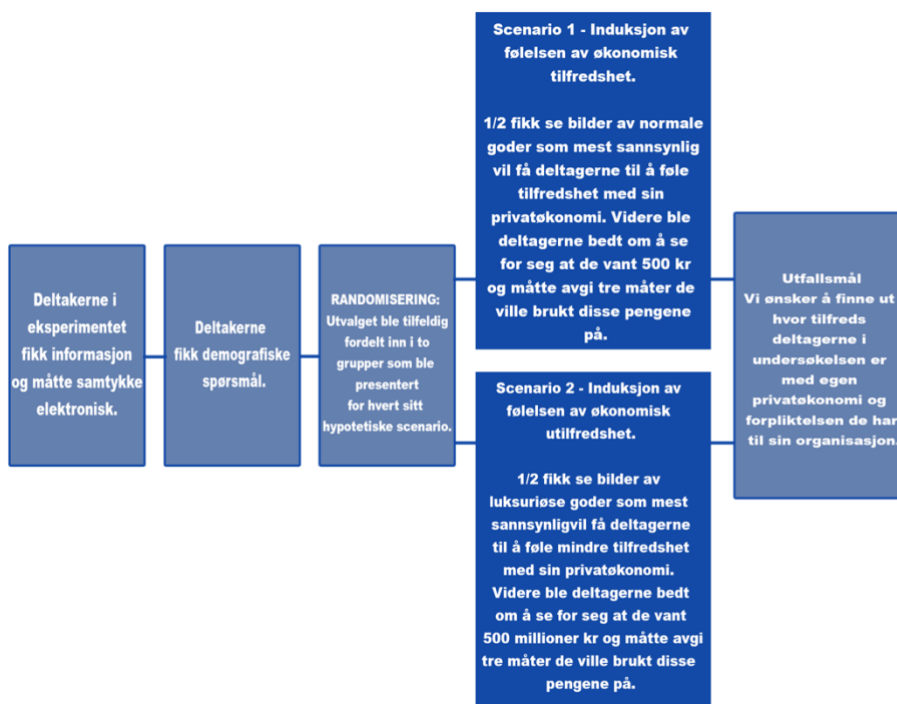 Deltakerne i
eksperimentet
fikk informasjon
og måtte samtykke
elektronisk.
Deltakerne
fikk demografiske
spørsmål.
RANDOMISERING:
Utvalget ble tilfeldig
fordelt inn i to
grupper som ble
presentert
for hvert sitt
hypotetiske scenario.
Scenario 1 - Induksjon av
følelsen av økonomisk
tilfredshet.
1/2 fikk se bilder av normale
goder som mest sannsynlig
vil få deltagerne til å føle
tilfredshet med sin
privatøkonomi. Videre ble
deltagerne bedt om å se
for seg at de vant 500 kr
og måtte avgi tre måter de
ville brukt disse pengene
på.
Scenario 2 - Induksjon av
følelsen av økonomisk
utilfredshet.
1/2 fikk se bilder av
luksuriøse goder som mest
sannsynligvil få deltagerne
til å føle mindre tilfredshet
med sin privatøkonomi.
Videre ble deltagerne bedt
om å se for seg at de vant
500 millioner kr og måtte avgi
tre måter de ville brukt disse
pengene på.
Utfallsmål
Vi ønsker å finne ut
hvor tilfreds
deltagerne i
undersøkelsen er
med egen
privatøkonomi og
forpliktelsen de har
til sin organisasjon.